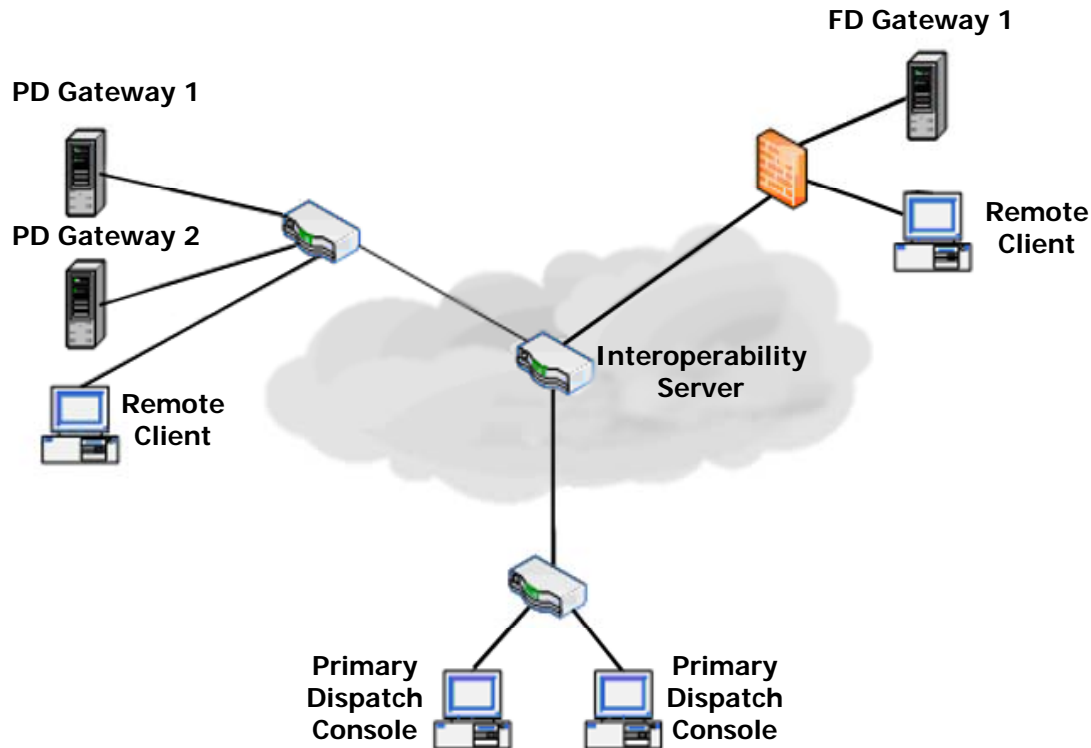 FD Gateway 1
PD Gateway 1
PD Gateway 2
Remote
Client
Remote
Client
Interoperability
Server
Primary
Dispatch
Console
Primary
Dispatch
Console